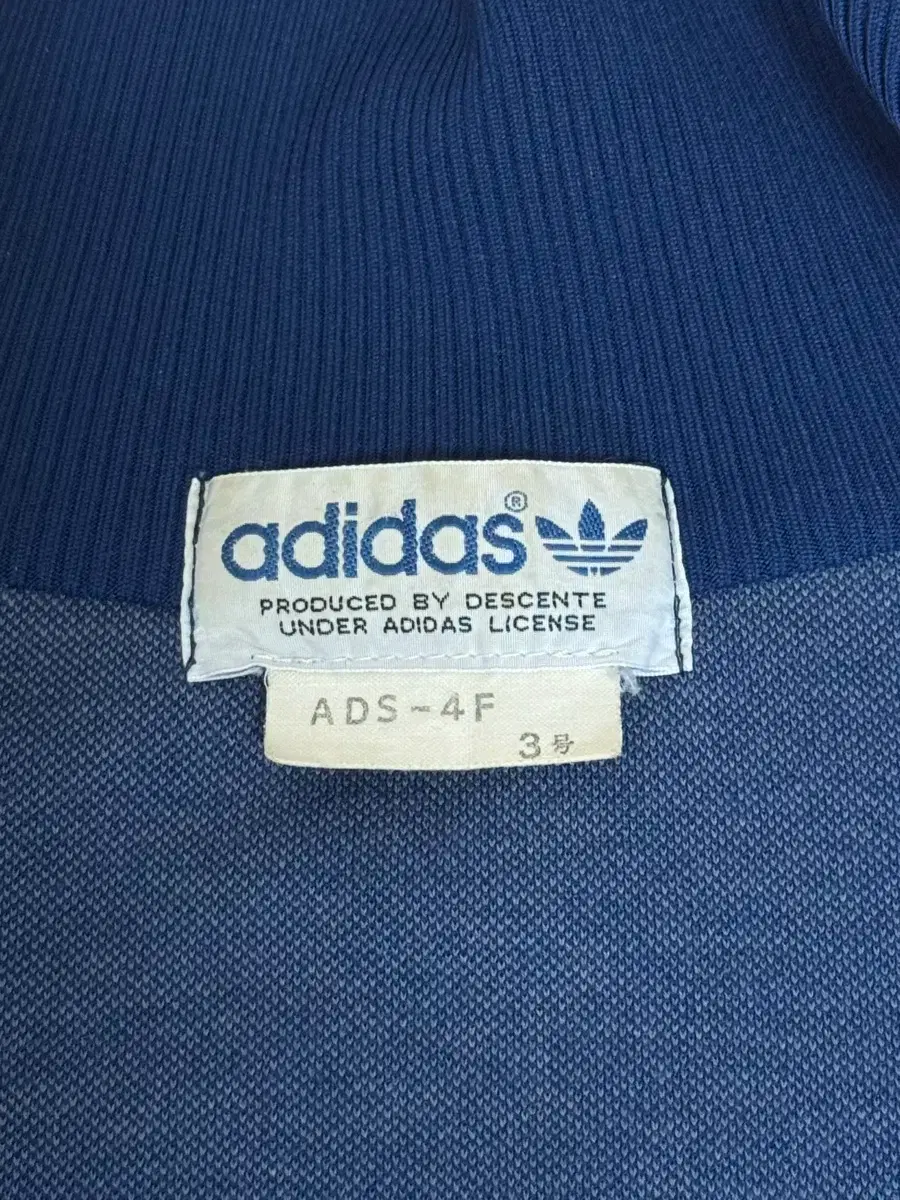 adidas®
PRODUCED BY DESCENTE
UNDER ADIDAS LICENSE
ADS-4F
3号